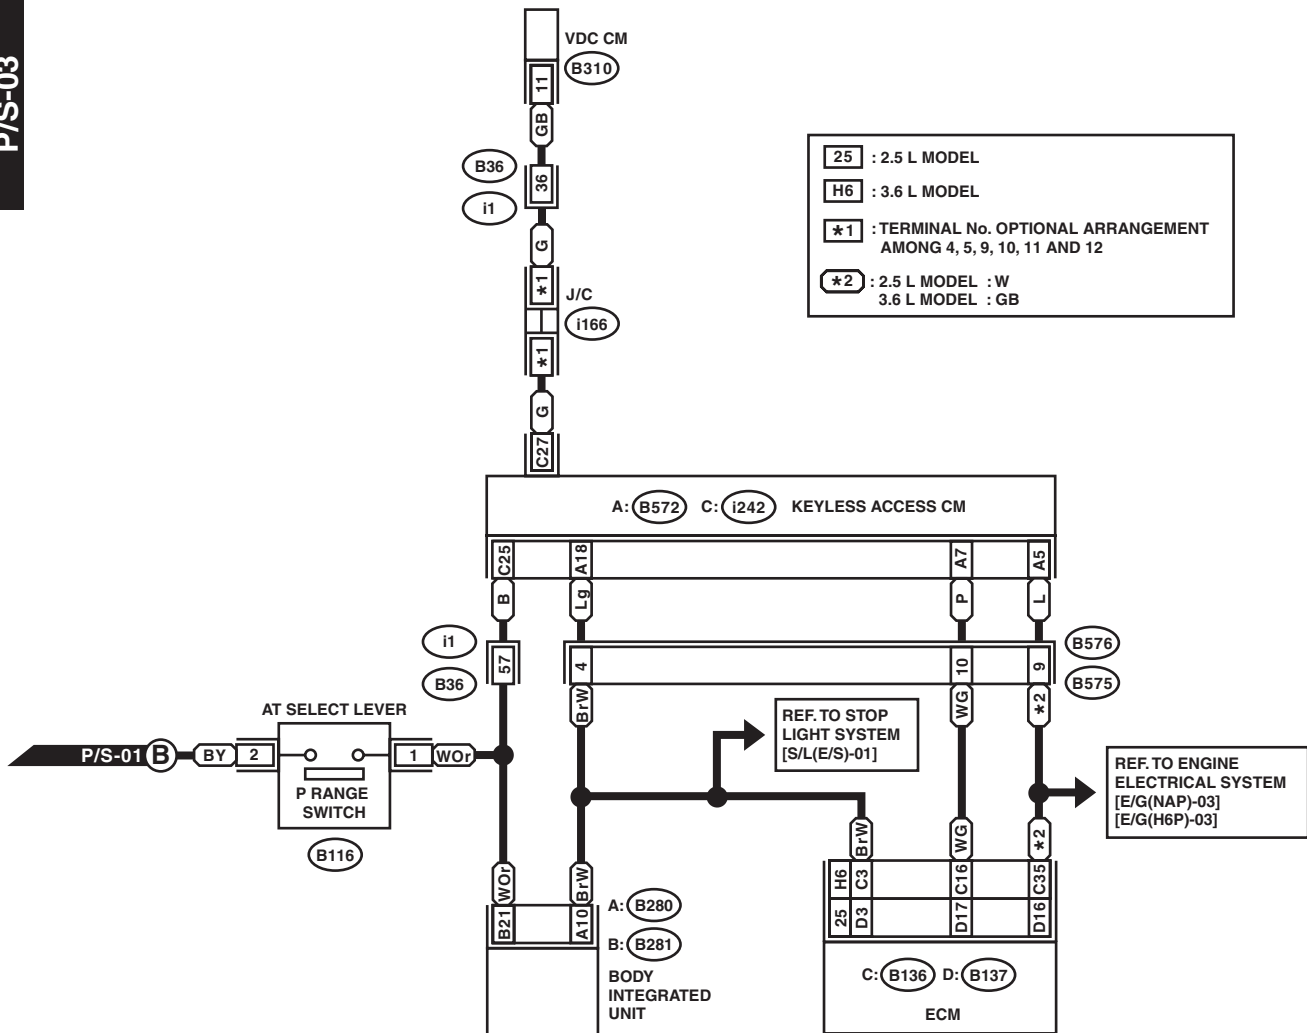 P/S-03
VDC CM
B310
11
GB
B36
36
i1
G
*1
J/C
i166
*1
G
C27
25 : 2.5 L MODEL
H6 : 3.6 L MODEL
*1 : TERMINAL No. OPTIONAL ARRANGEMENT
AMONG 4, 5, 9, 10, 11 AND 12
*2 : 2.5 L MODEL : W
3.6 L MODEL : GB
A: B572 C: i242 KEYLESS ACCESS CM
C25 A18 A7 A5
B Lg P L
i1
57 4 10 9
B576
B36
B575
BrW WG *2
AT SELECT LEVER
P/S-01 B BY 2 1 WOr
P RANGE
SWITCH
B116
REF. TO STOP
LIGHT SYSTEM
[S/L(E/S)-01]
REF. TO ENGINE
ELECTRICAL SYSTEM
[E/G(NAP)-03]
[E/G(H6P)-03]
WOr BrW BrW WG *2
B21 A10
A: B280
B: B281
BODY
INTEGRATED
UNIT
H6 C3 C16 C35
25 D3 D17 D16
C: B136 D: B137
ECM